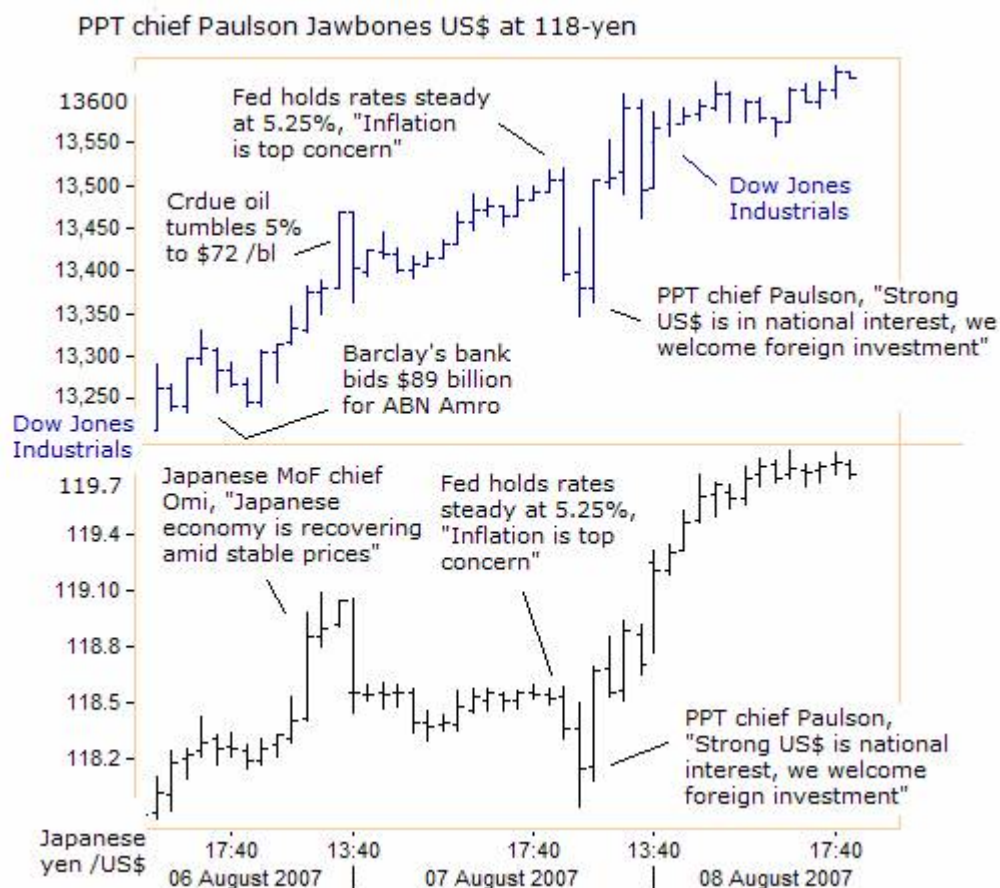 PPT chief Paulson Jawbones US$ at 118-yen
13600
13,550
13,500
13,450
13,400
13,350
13,300
13,250
Dow Jones
Industrials
Fed holds rates steady
at 5.25%, "Inflation
is top concern"
Crdue oil
tumbles 5%
to $72 /bl
Dow Jones
Industrials
PPT chief Paulson, "Strong
US$ is in national interest, we
welcome foreign investment"
Barclay's bank
bids $89 billion
for ABN Amro
119.7
119.4
119.10
118.8
118.5
118.2
Japanese MoF chief
Omi, "Japanese
economy is recovering
amid stable prices"
Fed holds rates
steady at 5.25%,
"Inflation is top
concern"
PPT chief Paulson,
"Strong US$ is national
interest, we welcome
foreign investment"
Japanese
yen /US$
17:40 13:40 17:40 13:40 17:40
06 August 2007 07 August 2007 08 August 2007